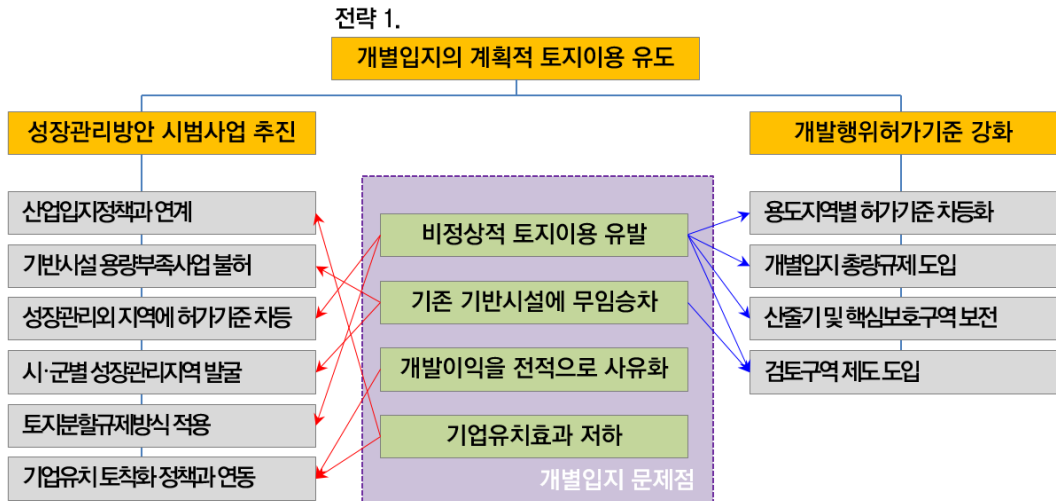 전략 1.
개별입지의 계획적 토지이용 유도
성장관리방안 시범사업 추진
개발행위허가기준 강화
산업입지정책과 연계
기반시설 용량부족사업 불허
성장관리외 지역에 허가기준 차등
시·군별 성장관리지역 발굴
토지분할규제방식 적용
기업유치 토착화 정책과 연동
비정상적 토지이용 유발
기존 기반시설에 무임승차
개발이익을 전적으로 사유화
기업유치효과 저하
개별입지 문제점
용도지역별 허가기준 차등화
개별입지 총량규제 도입
산줄기 및 핵심보호구역 보전
검토구역 제도 도입